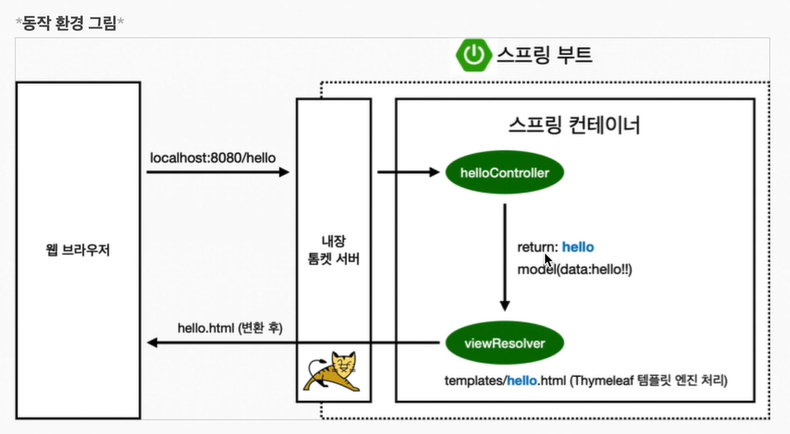 *동작 환경 그림*
스프링 부트
스프링 컨테이너
localhost:8080/hello
helloController
웹 브라우저
내장
톰켓 서버
return: hello
model(data:hello!!)
hello.html (변환 후)
viewResolver
templates/hello.html (Thymeleaf 템플릿 엔진 처리)